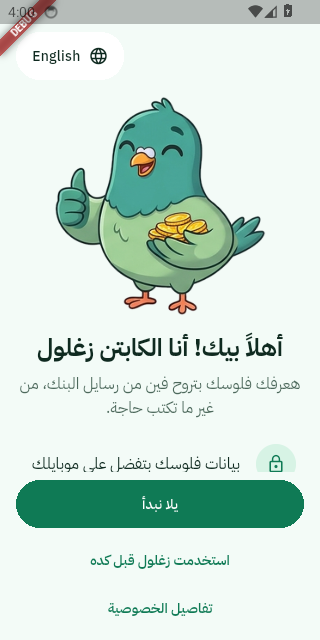 4:00
DEBUG
English
أهلاً بيك! أنا الكابتن زغلول
هعرفك فلوسك بتروح فين من رسايل البنك، من
غير ما تكتب حاجة.
بيانات فلوسك بتفضل على موبايلك
يلا نبدأ
استخدمت زغلول قبل كده
تفاصيل الخصوصية